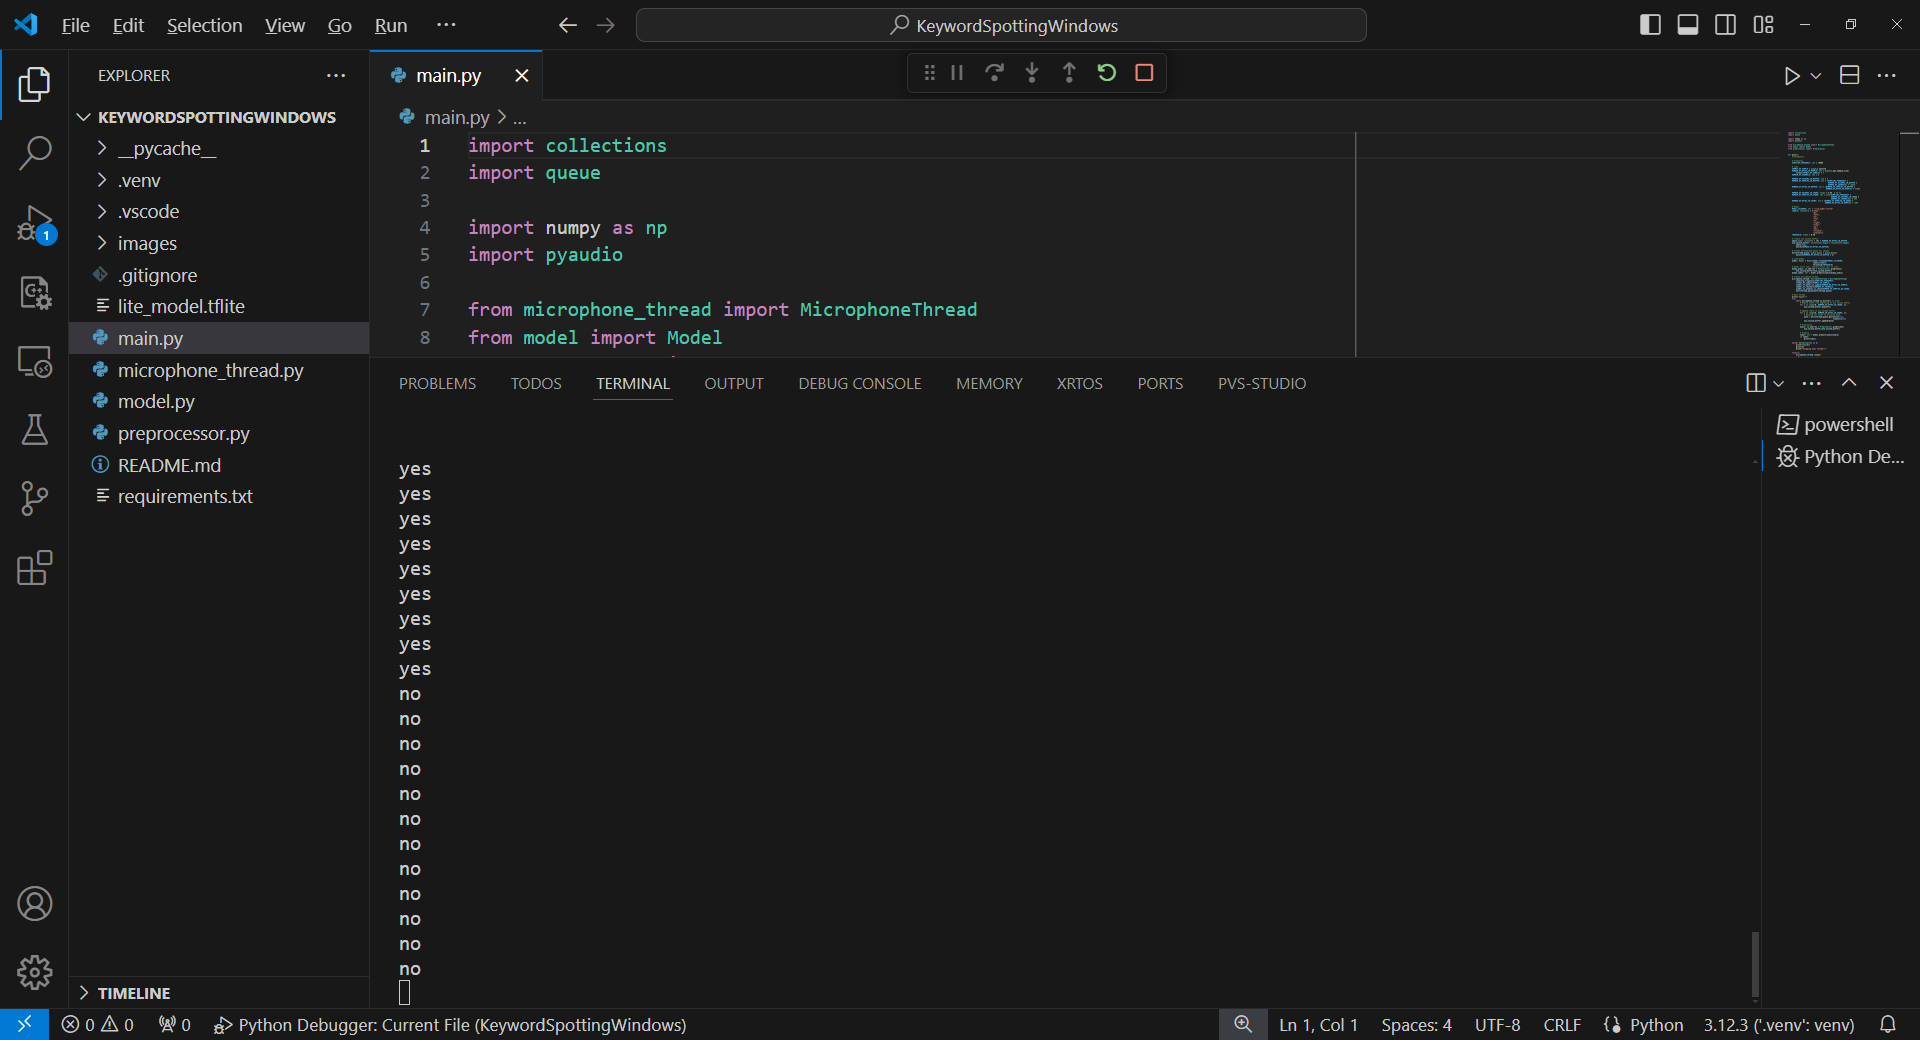 File Edit Selection View Go Run ···
KeywordSpottingWindows
EXPLORER ···
KEYWORDSPOTTINGWINDOWS
__pycache__
.venv
.vscode
images
.gitignore
lite_model.tflite
main.py
microphone_thread.py
model.py
preprocessor.py
README.md
requirements.txt
TIMELINE
1
main.py
main.py > ...
1 import collections
2 import queue
3
4 import numpy as np
5 import pyaudio
6
7 from microphone_thread import MicrophoneThread
8 from model import Model
PROBLEMS TODOS TERMINAL OUTPUT DEBUG CONSOLE MEMORY XRTOS PORTS PVS-STUDIO
powershell
Python De...
yes
yes
yes
yes
yes
yes
yes
yes
yes
no
no
no
no
no
no
no
no
no
no
no
no
0 0 0 Python Debugger: Current File (KeywordSpottingWindows) Ln 1, Col 1 Spaces: 4 UTF-8 CRLF Python 3.12.3 ('.venv': venv)